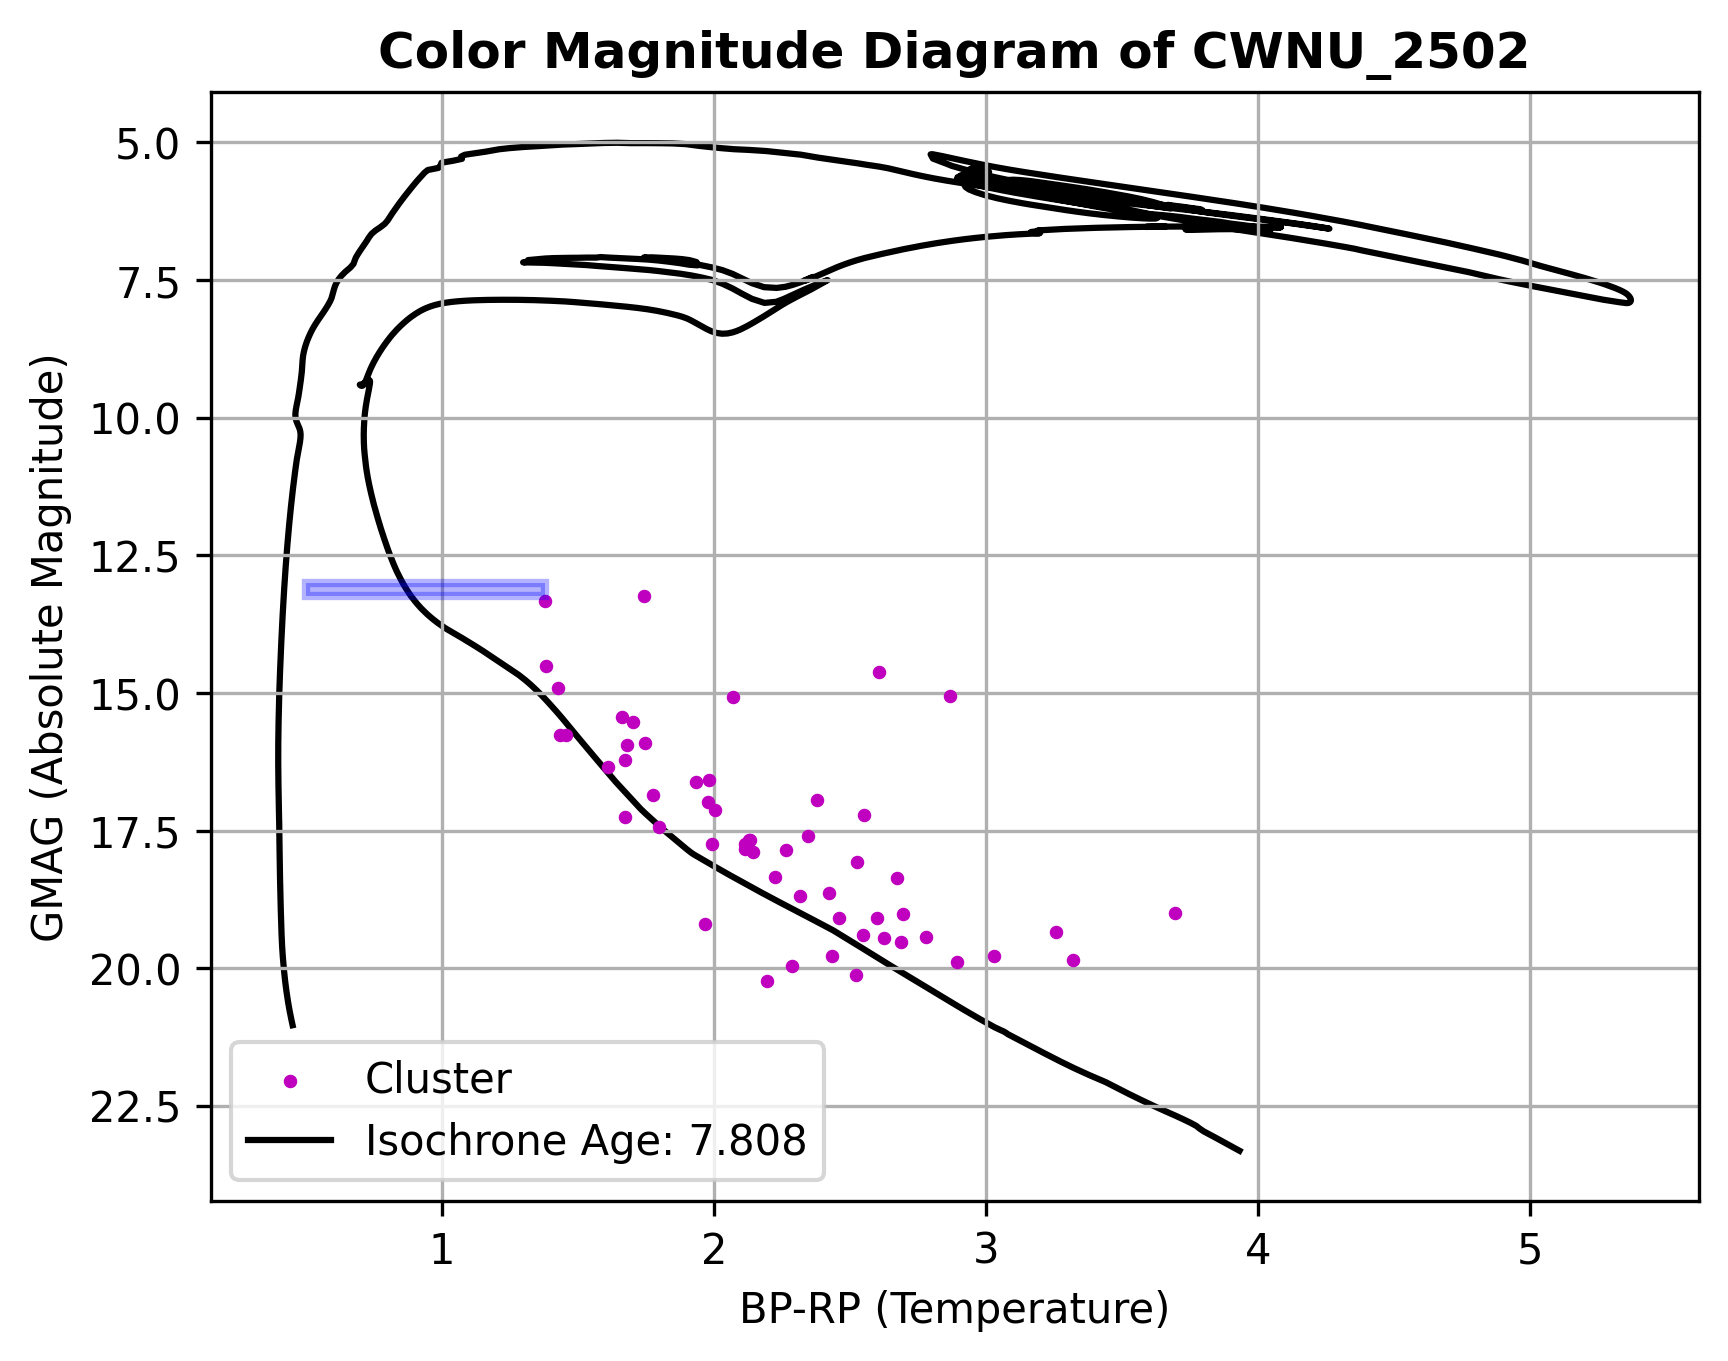 Color Magnitude Diagram of CWNU_2502
GMAG (Absolute Magnitude)
5.0
7.5
10.0
12.5
15.0
17.5
20.0
22.5
Cluster
Isochrone Age: 7.808
1 2 3 4 5
BP-RP (Temperature)